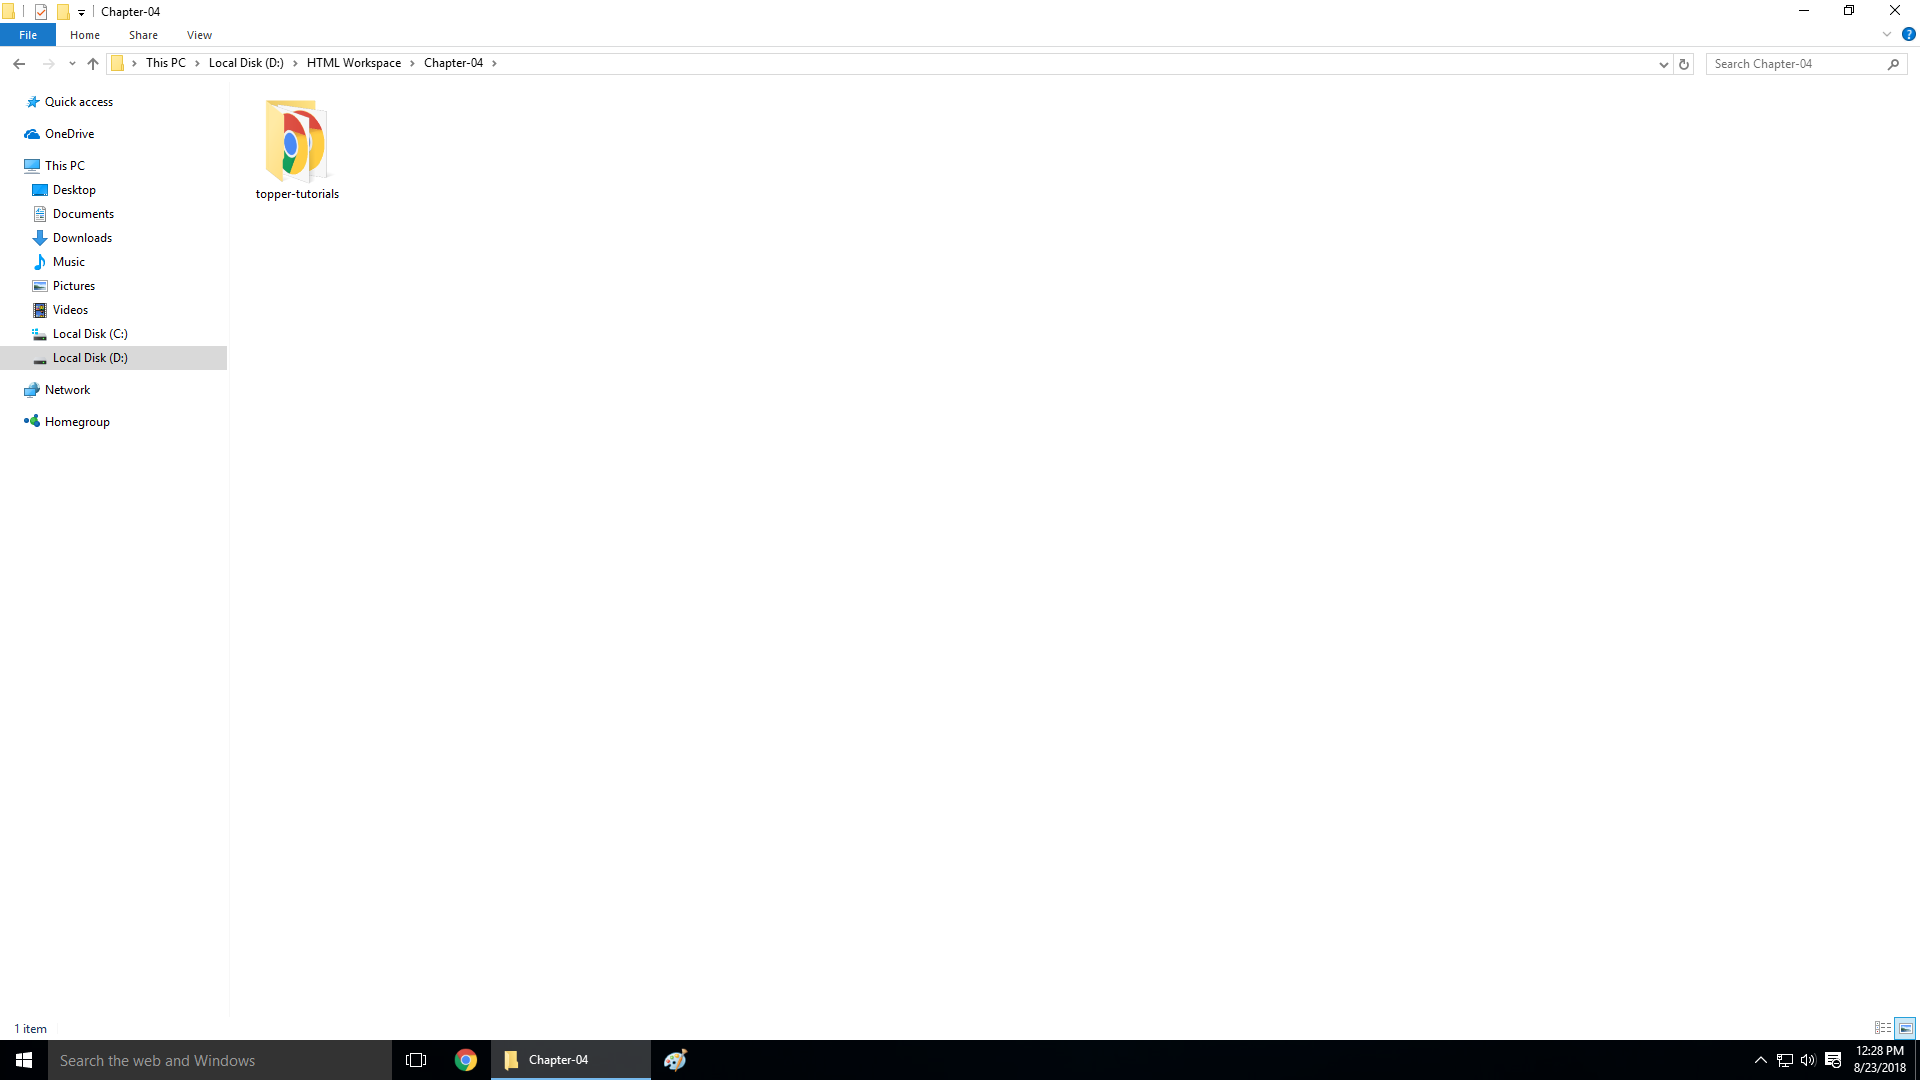 Chapter-04
File Home Share View
This PC Local Disk (D:) HTML Workspace Chapter-04
Search Chapter-04
Quick access
OneDrive
This PC
Desktop
Documents
Downloads
Music
Pictures
Videos
Local Disk (C:)
Local Disk (D:)
Network
Homegroup
topper-tutorials
1 item
Search the web and Windows
Chapter-04
12:28 PM
8/23/2018